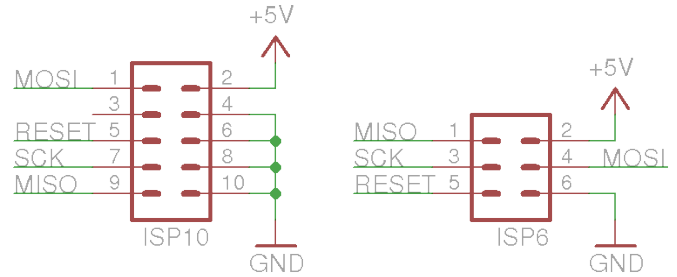 +5V
MOSI 1 2
3 4
RESET 5 6
SCK 7 8
MISO 9 10
ISP10
GND
+5V
MISO 1 2
SCK 3 4 MOSI
RESET 5 6
ISP6
GND